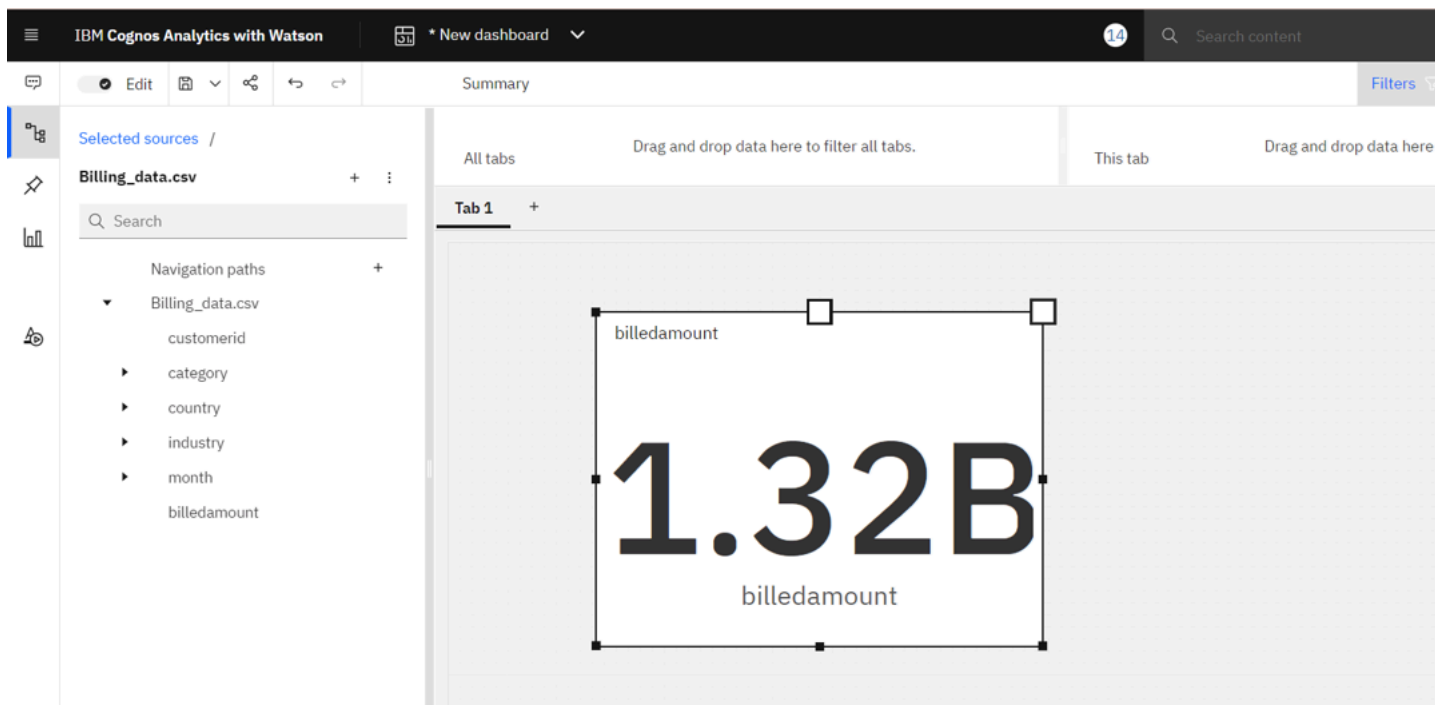 IBM Cognos Analytics with Watson
* New dashboard
14
Search content
Edit
Summary
Filters
Selected sources /
Billing_data.csv
Search
Navigation paths
Billing_data.csv
customerid
category
country
industry
month
billedamount
All tabs
Drag and drop data here to filter all tabs.
This tab
Drag and drop data here
Tab 1
billedamount
1.32B
billedamount